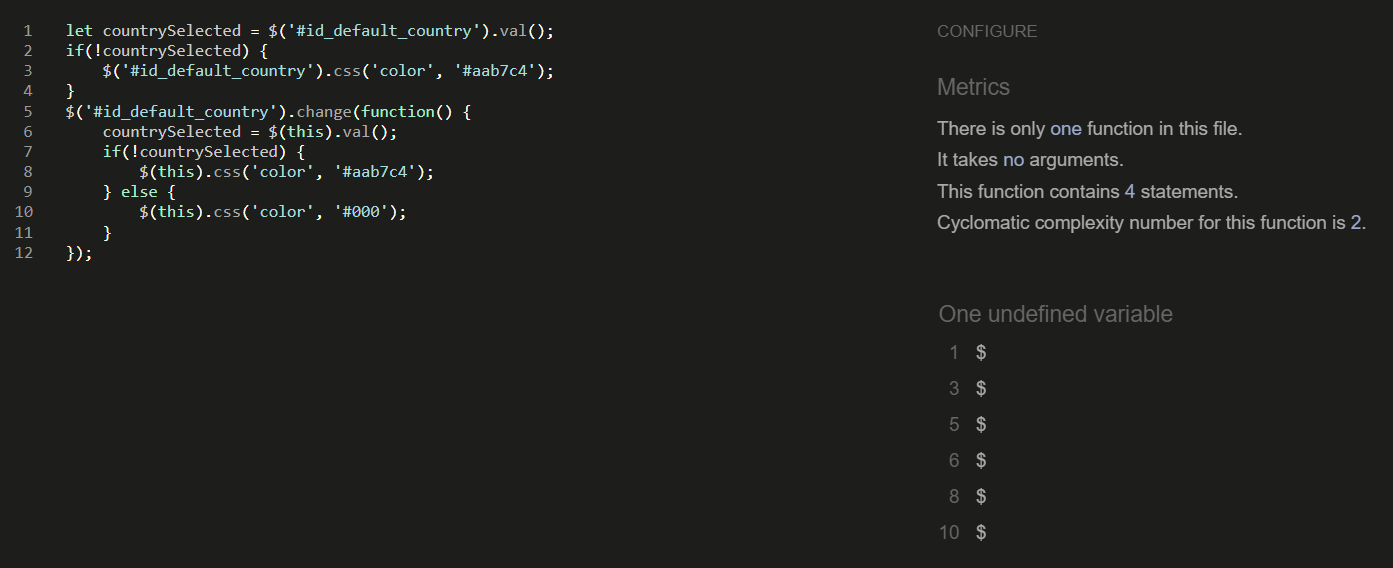 1 let countrySelected = $('#id_default_country').val();
2 if(!countrySelected) {
3 $('#id_default_country').css('color', '#aab7c4');
4 }
5 $('#id_default_country').change(function() {
6 countrySelected = $(this).val();
7 if(!countrySelected) {
8 $(this).css('color', '#aab7c4');
9 } else {
10 $(this).css('color', '#000');
11 }
12 });
CONFIGURE
Metrics
There is only one function in this file.
It takes no arguments.
This function contains 4 statements.
Cyclomatic complexity number for this function is 2.
One undefined variable
1 $
3 $
5 $
6 $
8 $
10 $